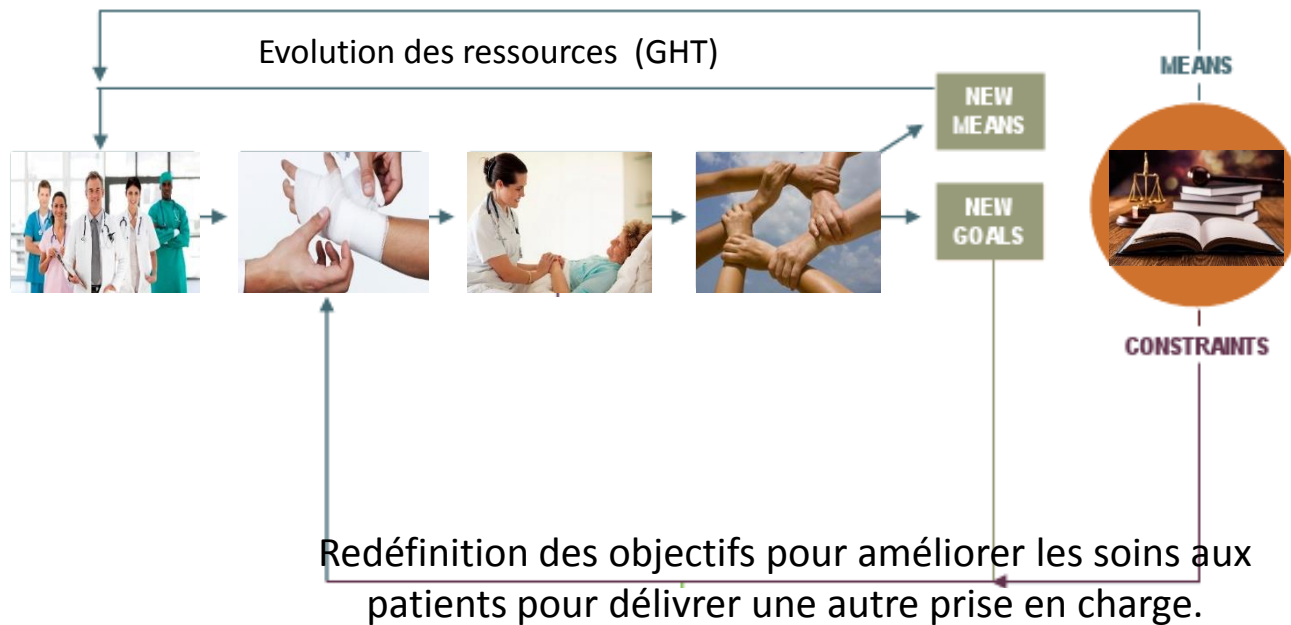 Evolution des ressources (GHT)
MEANS
NEW
MEANS
NEW
GOALS
CONSTRAINTS
Redéfinition des objectifs pour améliorer les soins aux
patients pour délivrer une autre prise en charge.